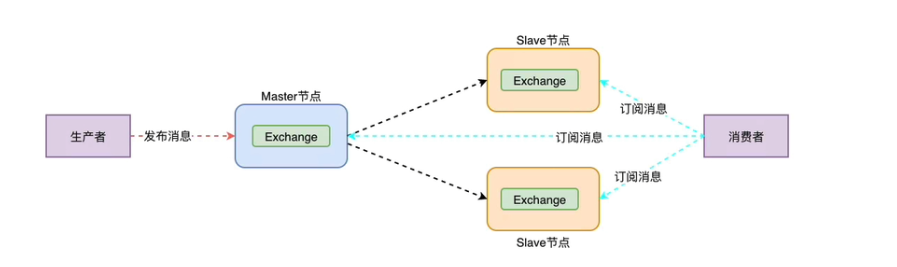 Slave节点
Exchange
订阅消息
Master节点
生产者
发布消息
Exchange
订阅消息
消费者
订阅消息
Exchange
Slave节点